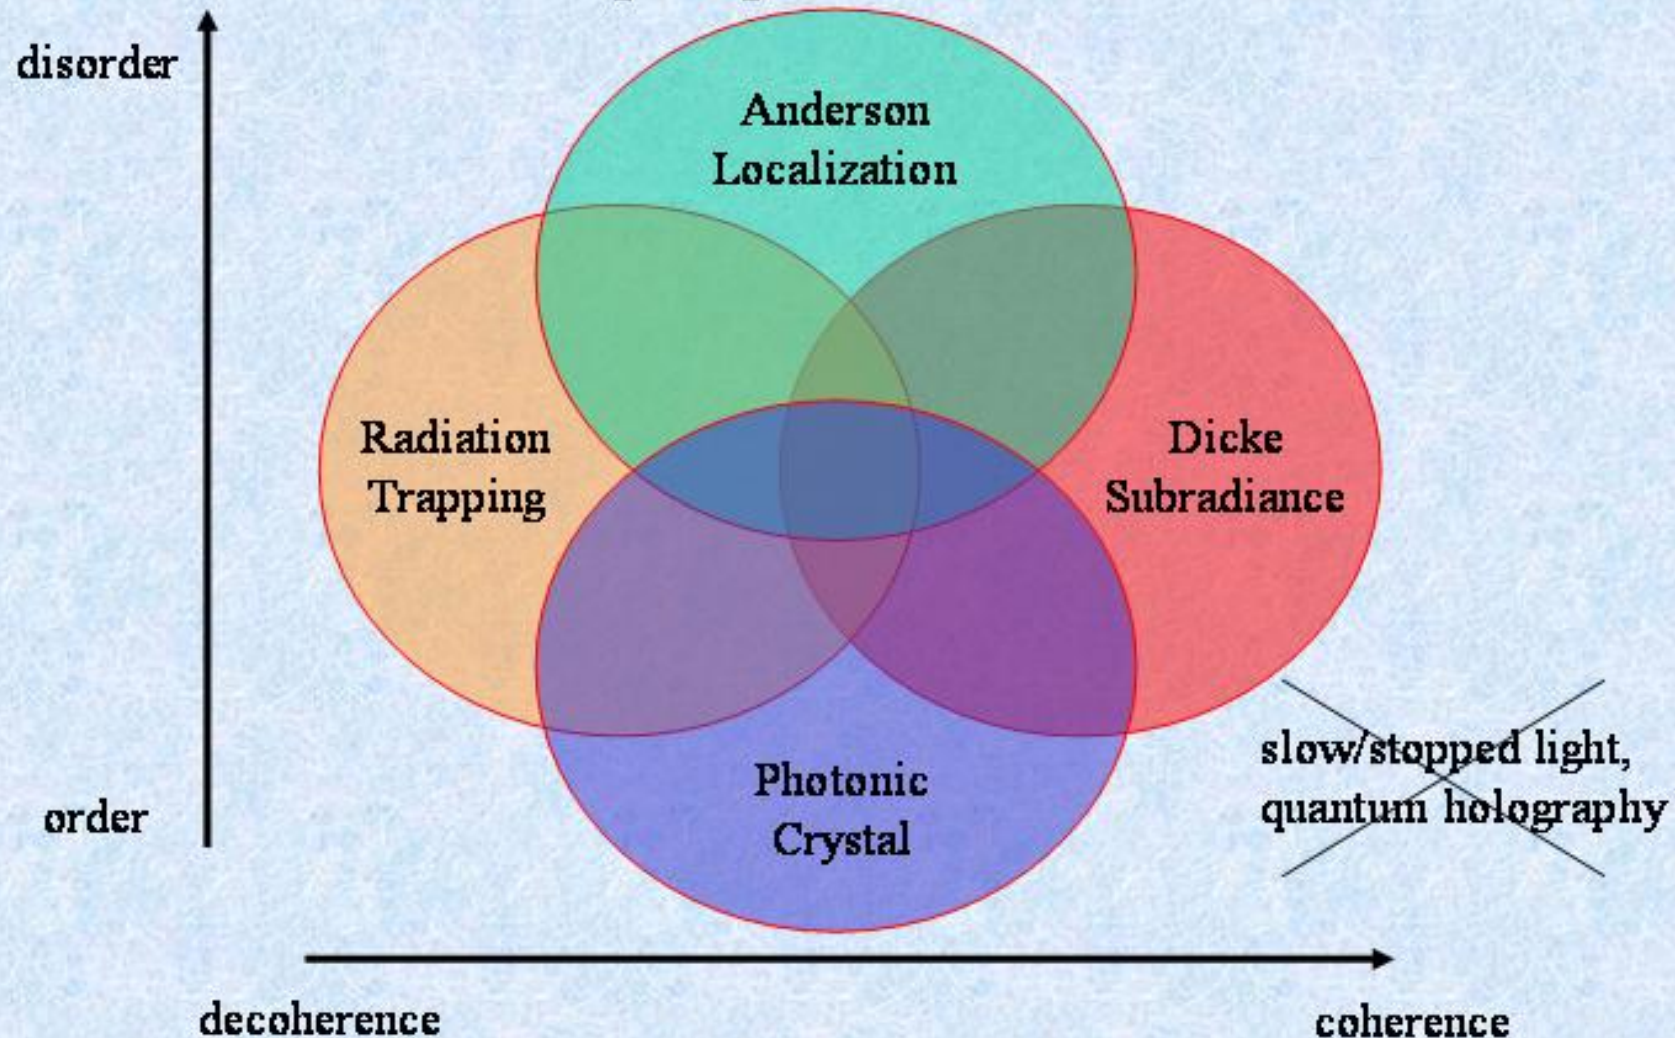 disorder
Anderson
Localization
Radiation
Trapping
Dicke
Subradiance
Photonic
Crystal
slow/stopped light,
quantum holography
order
decoherence
coherence